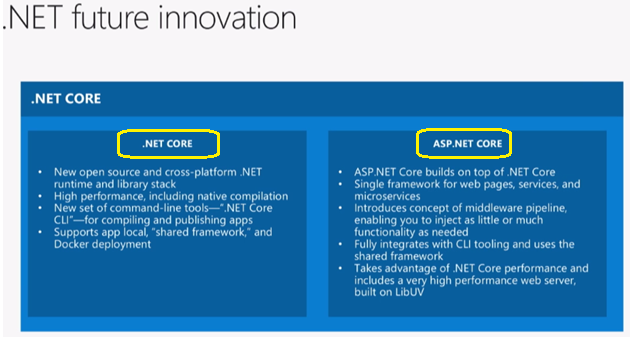 .NET future innovation
.NET CORE
.NET CORE
• New open source and cross-platform .NET
runtime and library stack
• High performance, including native compilation
• New set of command-line tools—“.NET Core
CLI”—for compiling and publishing apps
• Supports app local, “shared framework,” and
Docker deployment
ASP.NET CORE
• ASP.NET Core builds on top of .NET Core
• Single framework for web pages, services, and
microservices
• Introduces concept of middleware pipeline,
enabling you to inject as little or much
functionality as needed
• Fully integrates with CLI tooling and uses the
shared framework
• Takes advantage of .NET Core performance and
includes a very high performance web server,
built on LibUV